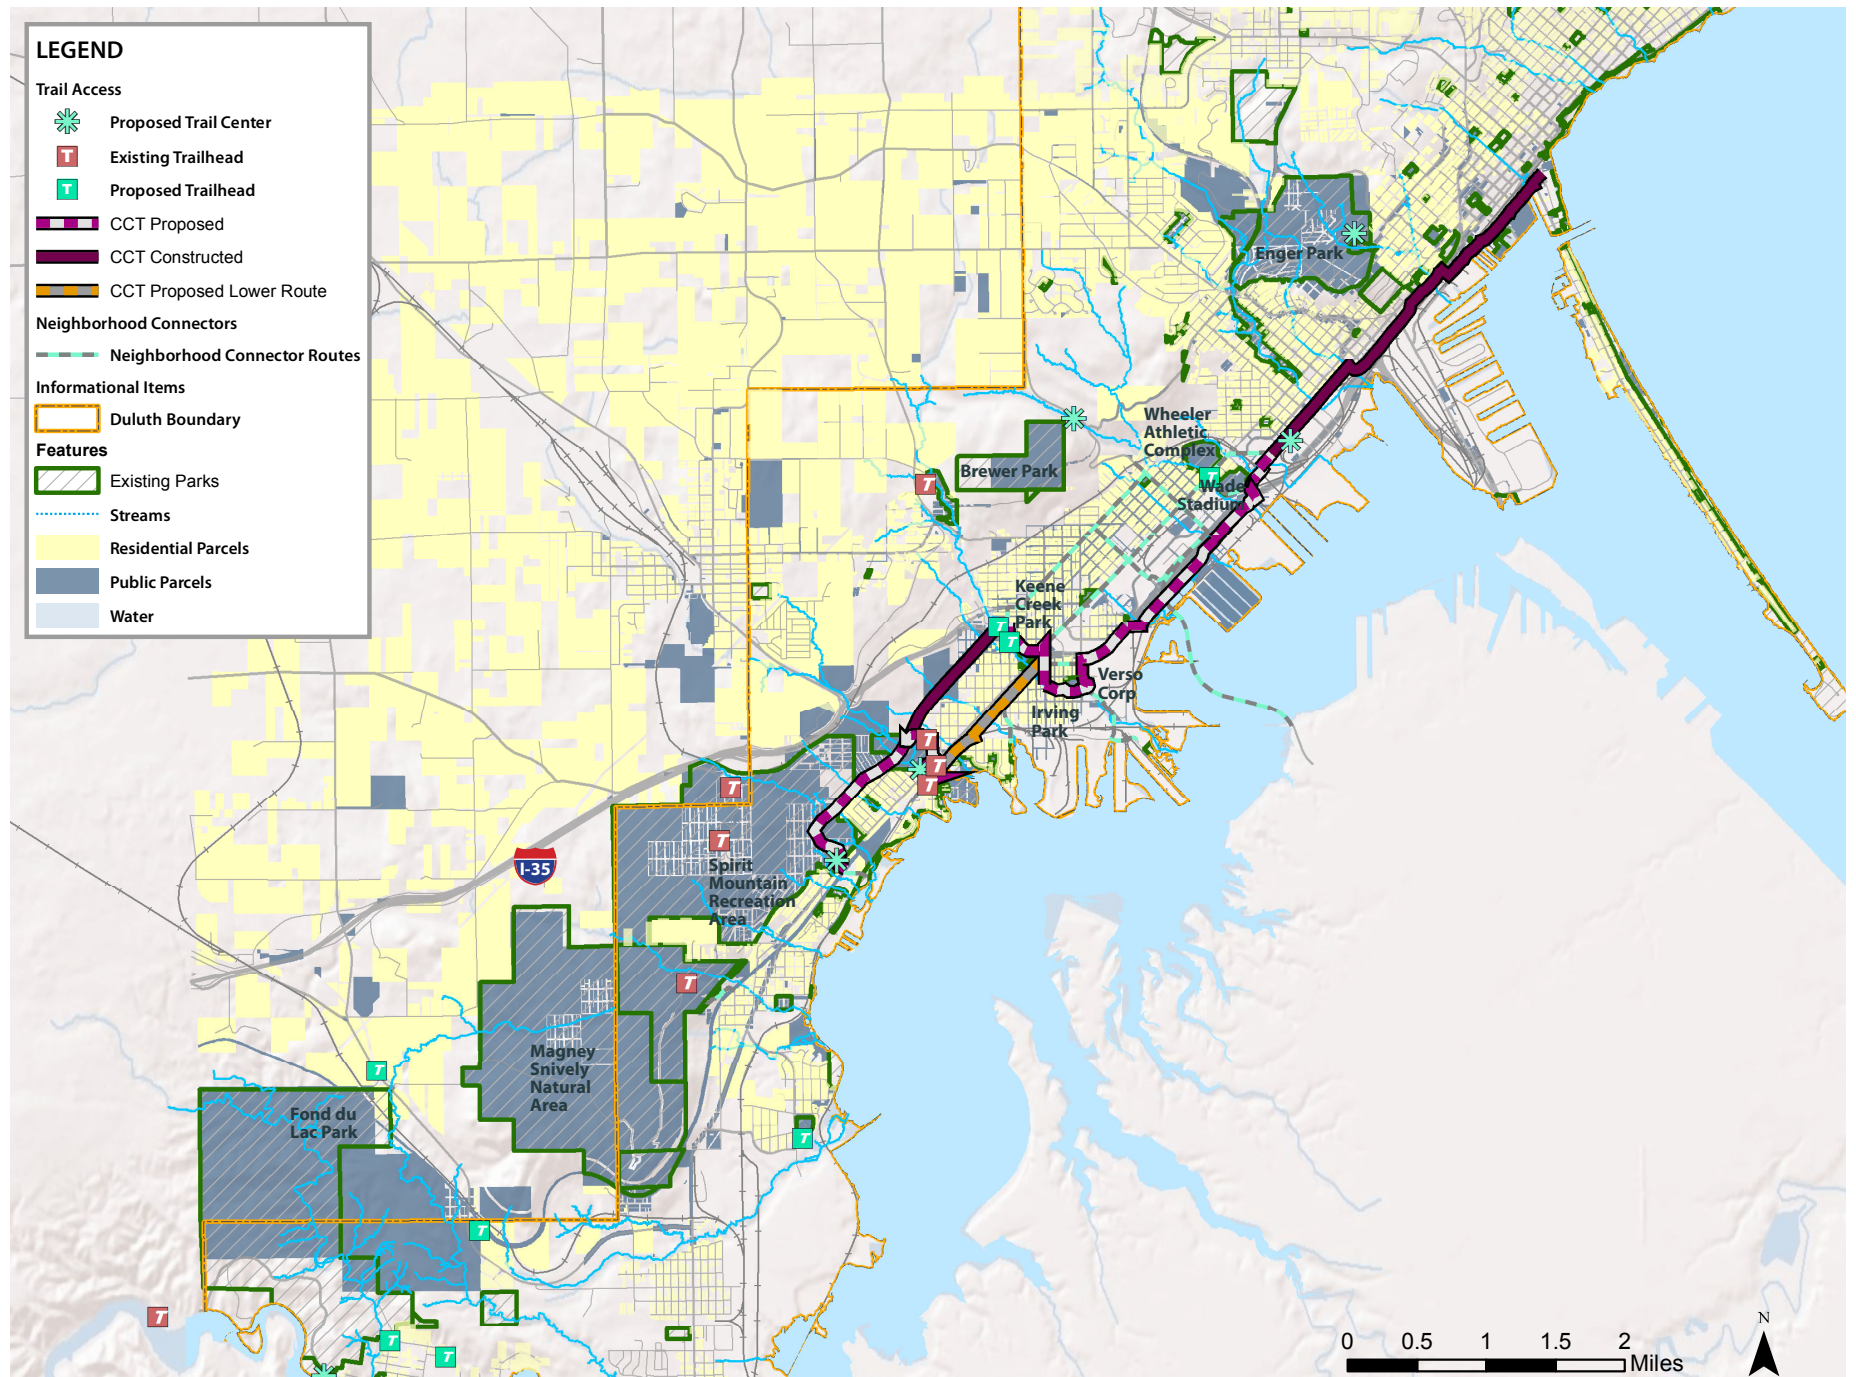 LEGEND
Trail Access
Proposed Trail Center
T Existing Trailhead
T Proposed Trailhead
CCT Proposed
CCT Constructed
CCT Proposed Lower Route
Neighborhood Connectors
Neighborhood Connector Routes
Informational Items
Duluth Boundary
Features
Existing Parks
Streams
Residential Parcels
Public Parcels
Water
Enger Park
Wheeler
Athletic
Complex
T
Brewer Park
T
Wade
Stadium
Keene
Creek
Park
T
T
Verso
Corp
Irving
Park
T
T
T
T
T
I-35
Spirit
Mountain
Recreation
Area
T
Magney
Snively
Natural
Area
T
Fond du
Lac Park
T
T
T
T
T
N
0 0.5 1 1.5 2
Miles